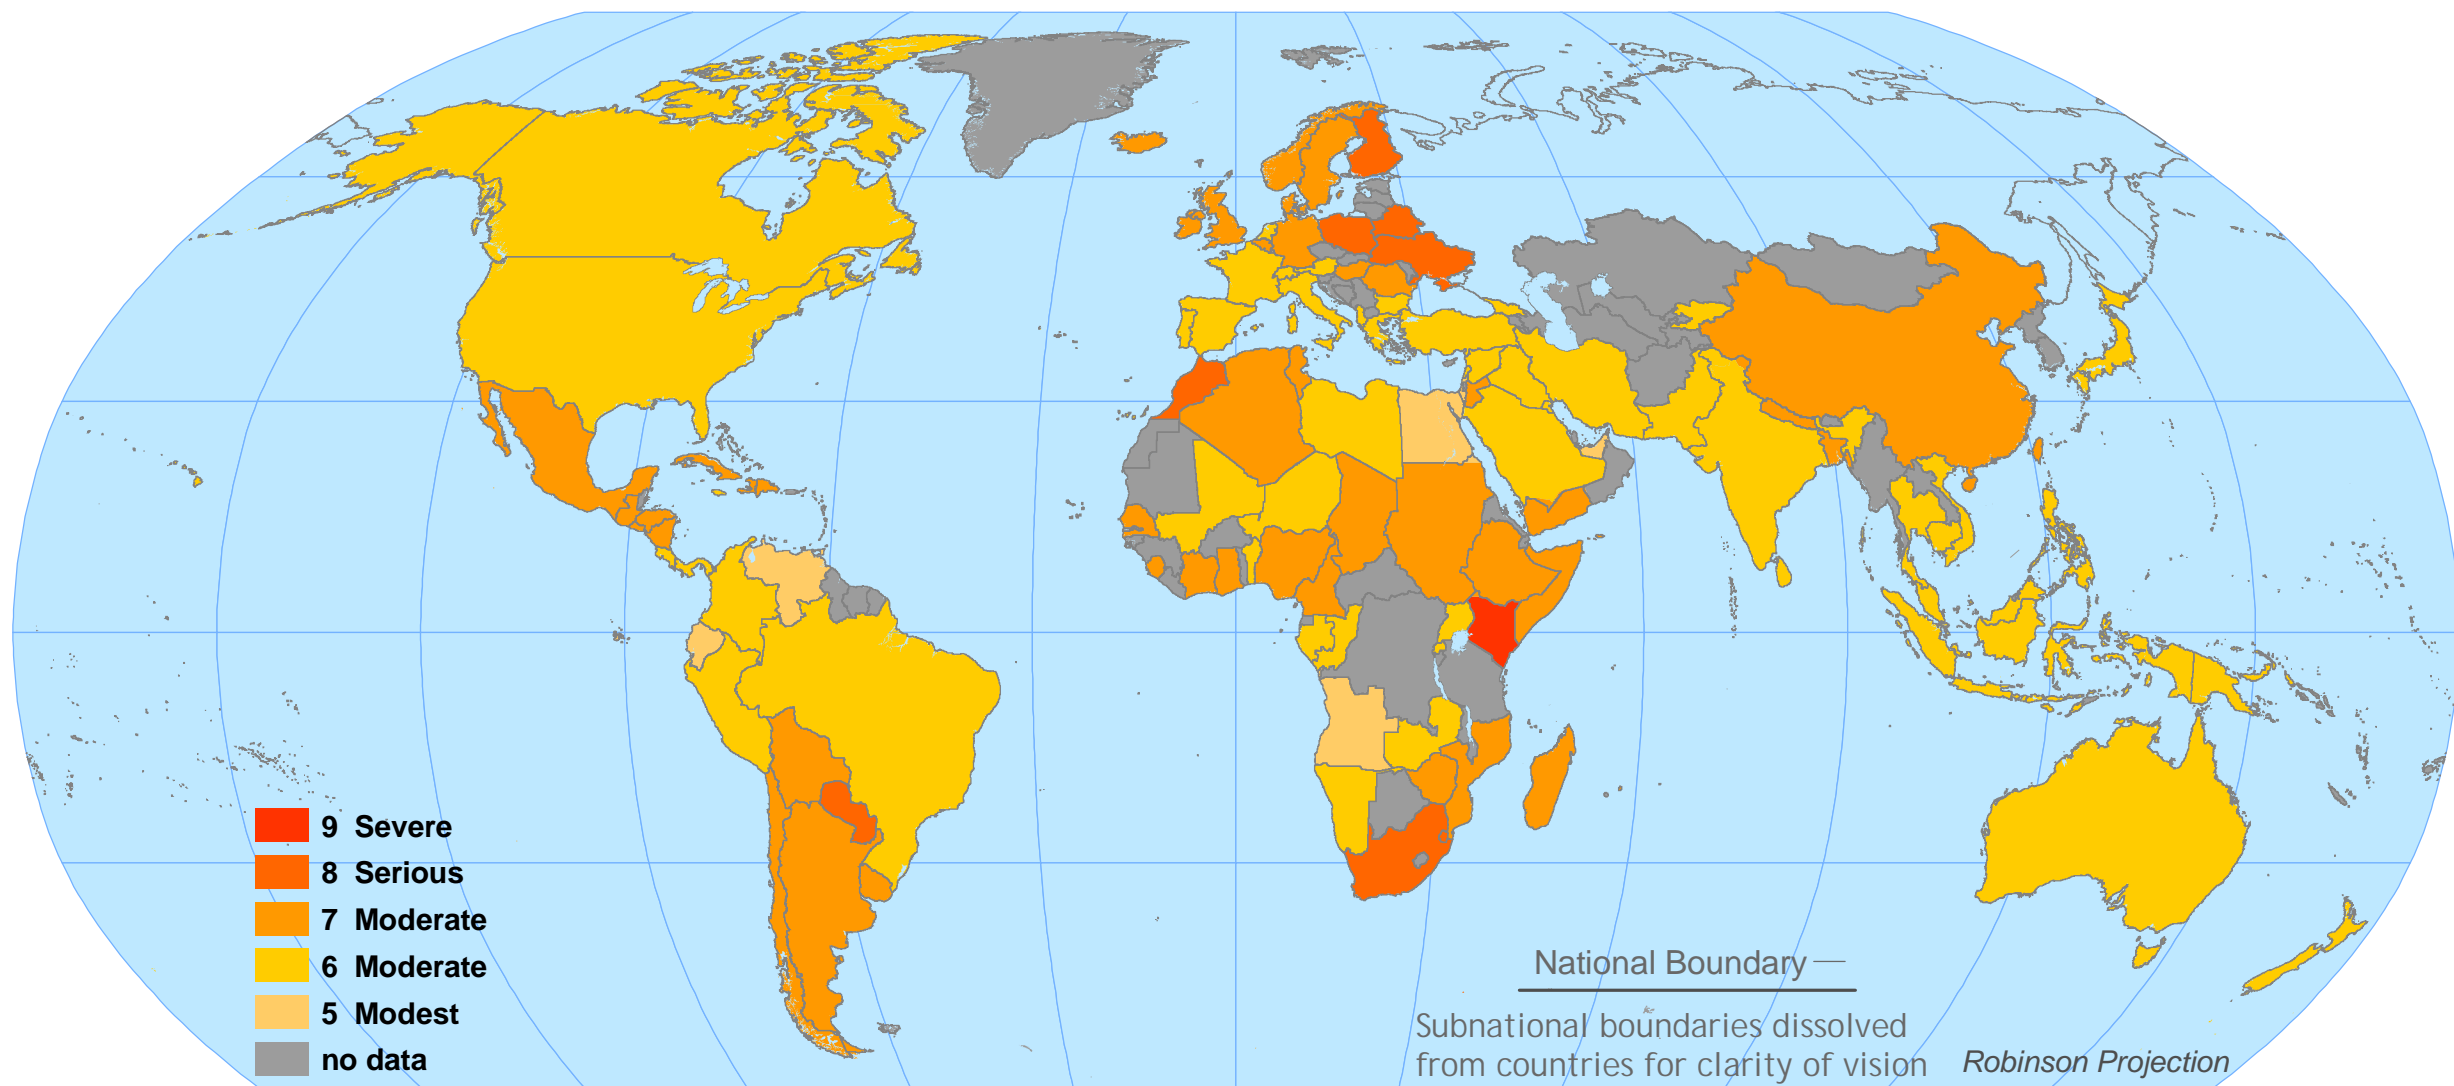 9 Severe
8 Serious
7 Moderate
6 Moderate
5 Modest
no data
National Boundary
Subnational boundaries dissolved
from countries for clarity of vision
Robinson Projection